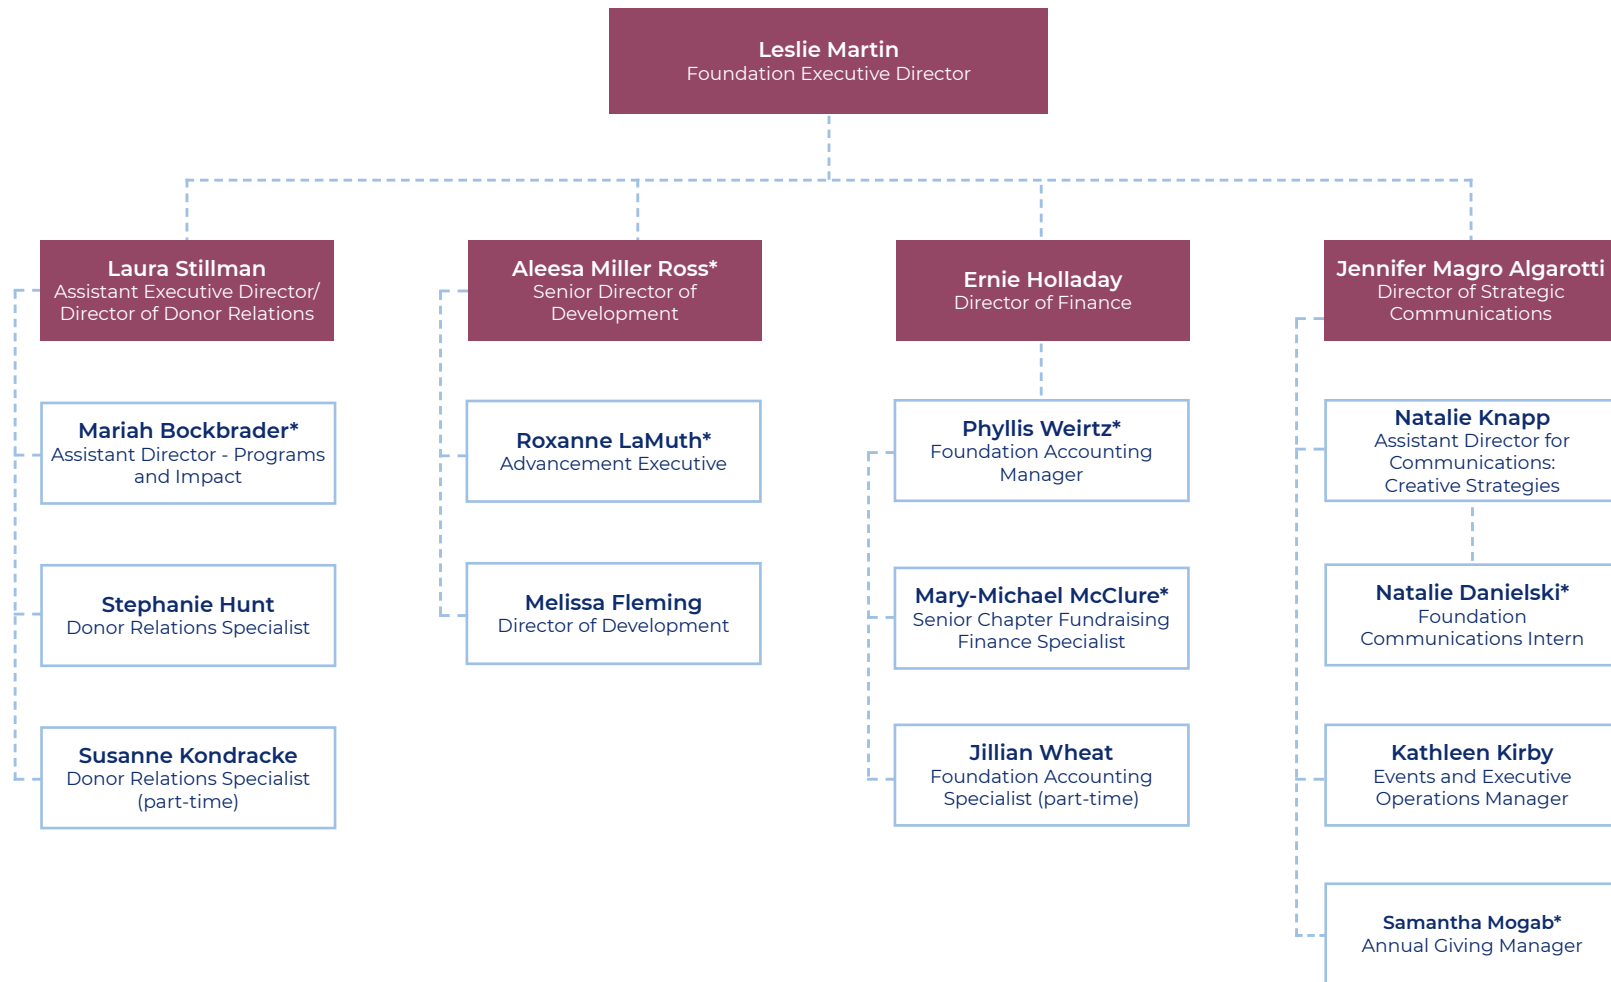 Leslie Martin
Foundation Executive Director
Laura Stillman
Assistant Executive Director/
Director of Donor Relations
Aleesa Miller Ross*
Senior Director of
Development
Ernie Holladay
Director of Finance
Jennifer Magro Algarotti
Director of Strategic
Communications
Mariah Bockbrader*
Assistant Director - Programs
and Impact
Roxanne LaMuth*
Advancement Executive
Phyllis Weirtz*
Foundation Accounting
Manager
Natalie Knapp
Assistant Director for
Communications:
Creative Strategies
Stephanie Hunt
Donor Relations Specialist
Melissa Fleming
Director of Development
Mary-Michael McClure*
Senior Chapter Fundraising
Finance Specialist
Natalie Danielski*
Foundation
Communications Intern
Susanne Kondracke
Donor Relations Specialist
(part-time)
Jillian Wheat
Foundation Accounting
Specialist (part-time)
Kathleen Kirby
Events and Executive
Operations Manager
Samantha Mogab*
Annual Giving Manager